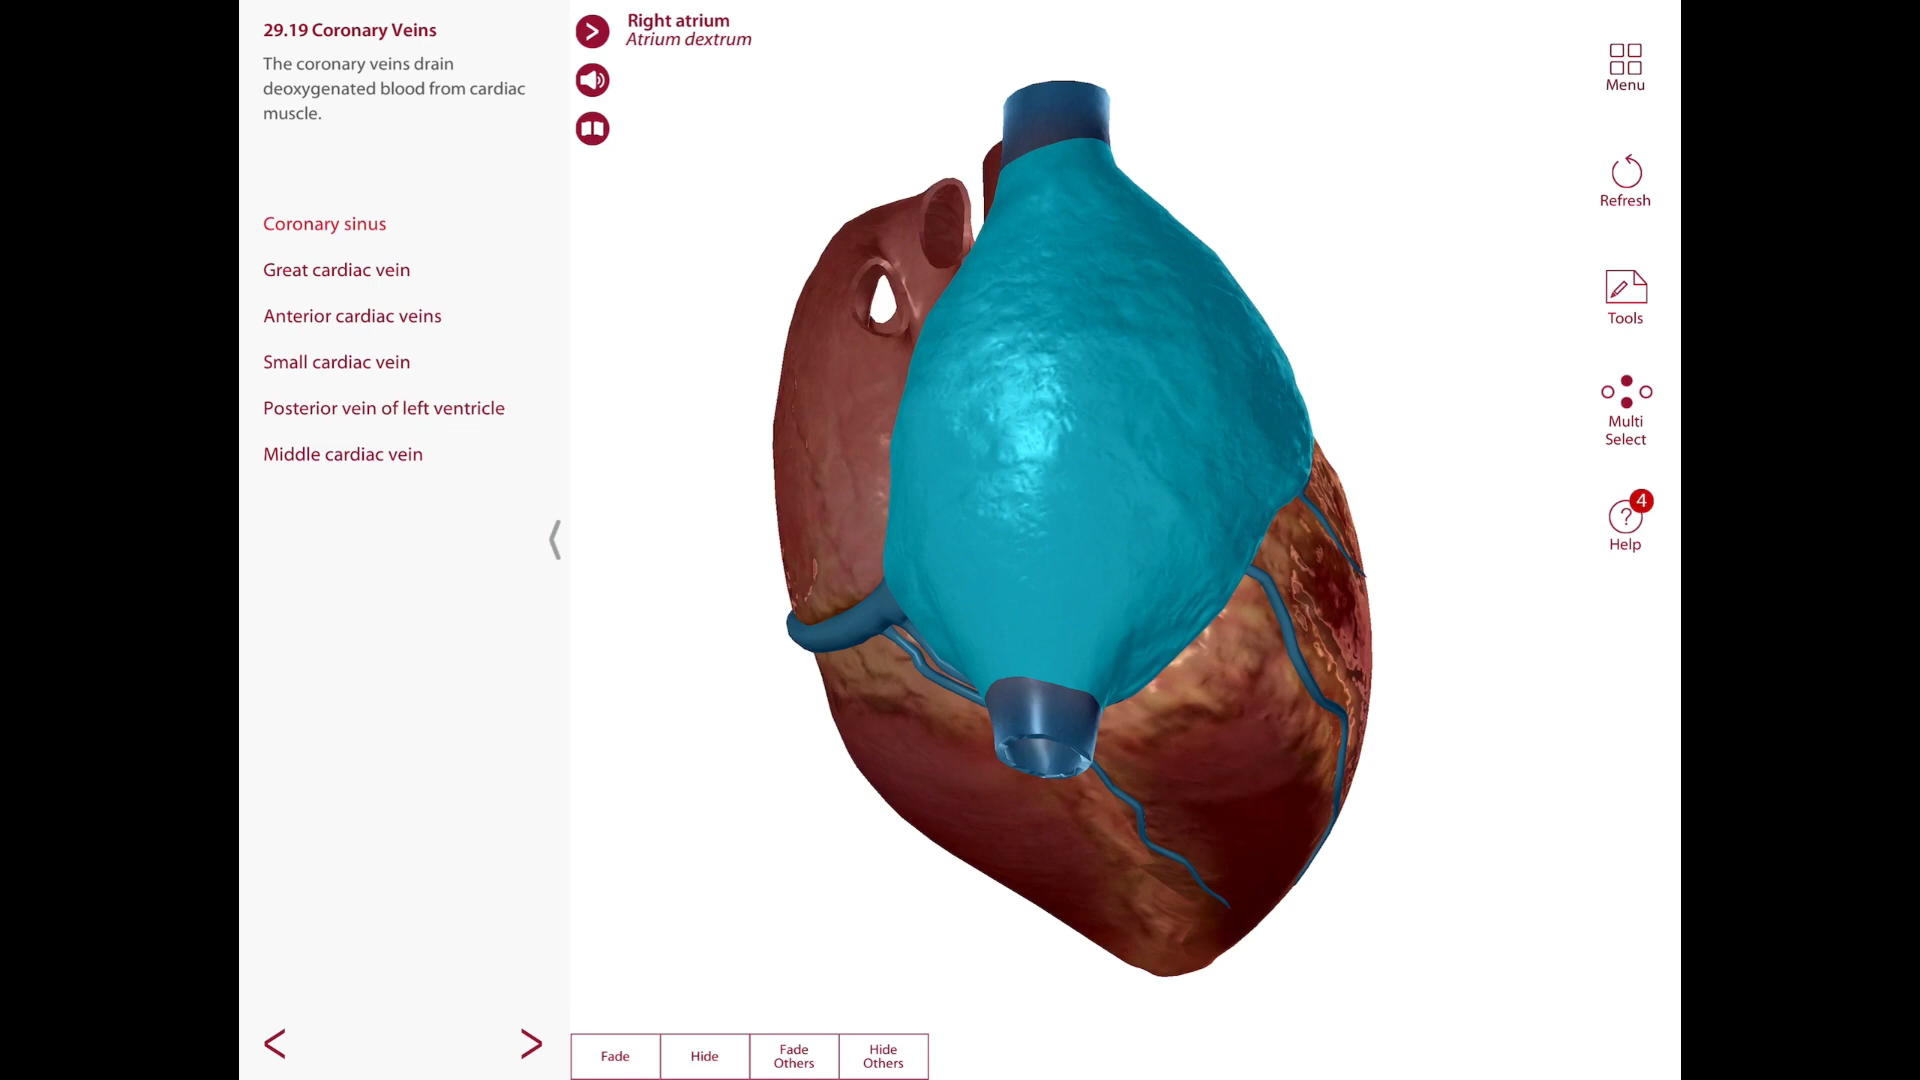 29.19 Coronary Veins
The coronary veins drain
deoxygenated blood from cardiac
muscle.
Coronary sinus
Great cardiac vein
Anterior cardiac veins
Small cardiac vein
Posterior vein of left ventricle
Middle cardiac vein
Right atrium
Atrium dextrum
Menu
Refresh
Tools
Multi
Select
4
?
Help
Fade
Hide
Fade
Others
Hide
Others